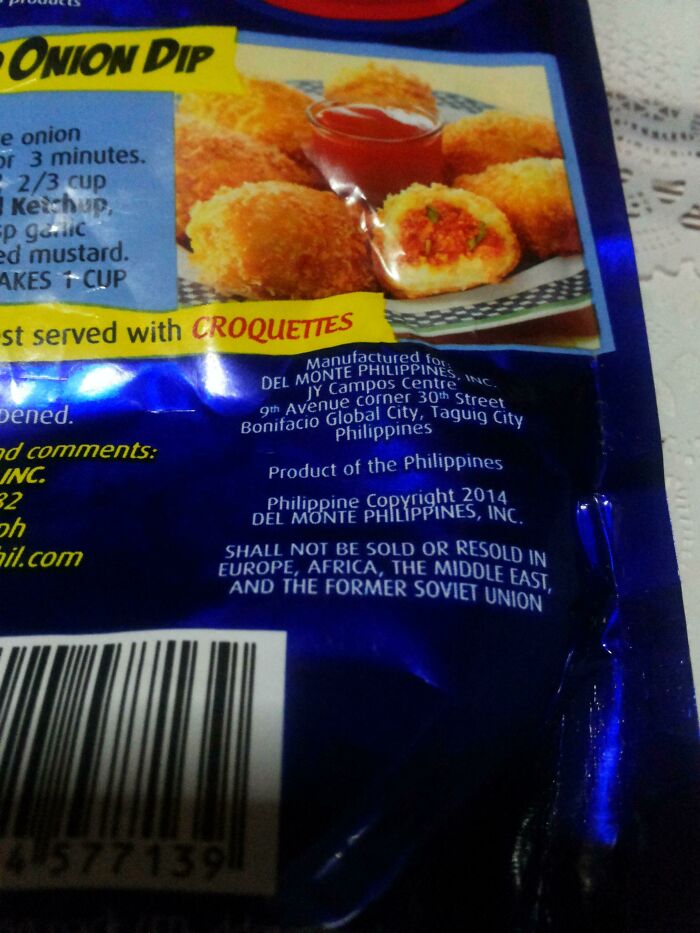 products
ONION DIP
e onion
or 3 minutes.
2/3 cup
Ketchup,
sp garlic
ed mustard.
AKES 1 CUP
st served with CROQUETTES
Manufactured for:
DEL MONTE PHILIPPINES, INC.
JY Campos Centre
9th Avenue corner 30th Street
Bonifacio Global City, Taguig City
Philippines
Product of the Philippines
Philippine Copyright 2014
DEL MONTE PHILIPPINES, INC.
SHALL NOT BE SOLD OR RESOLD IN
EUROPE, AFRICA, THE MIDDLE EAST,
AND THE FORMER SOVIET UNION
pened.
nd comments:
INC.
82
ph
hil.com
4 577139